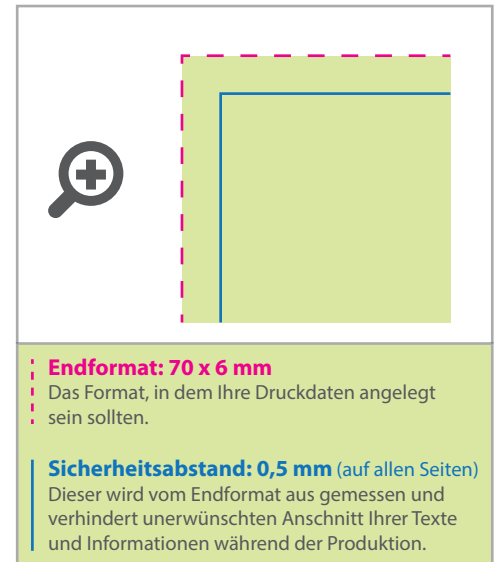 Endformat: 70 x 6 mm
Das Format, in dem Ihre Druckdaten angelegt
sein sollten.
Sicherheitsabstand: 0,5 mm (auf allen Seiten)
Dieser wird vom Endformat aus gemessen und
verhindert unerwünschten Anschnitt Ihrer Texte
und Informationen während der Produktion.